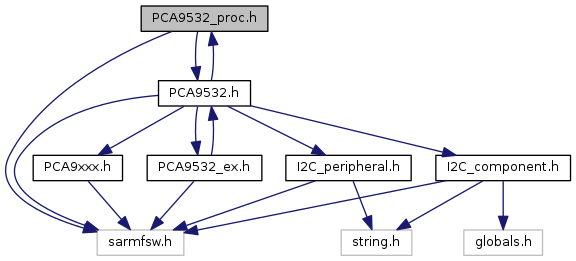 PCA9532_proc.h
PCA9532.h
PCA9xxx.h
PCA9532_ex.h
I2C_peripheral.h
I2C_component.h
sarmfsw.h
string.h
globals.h